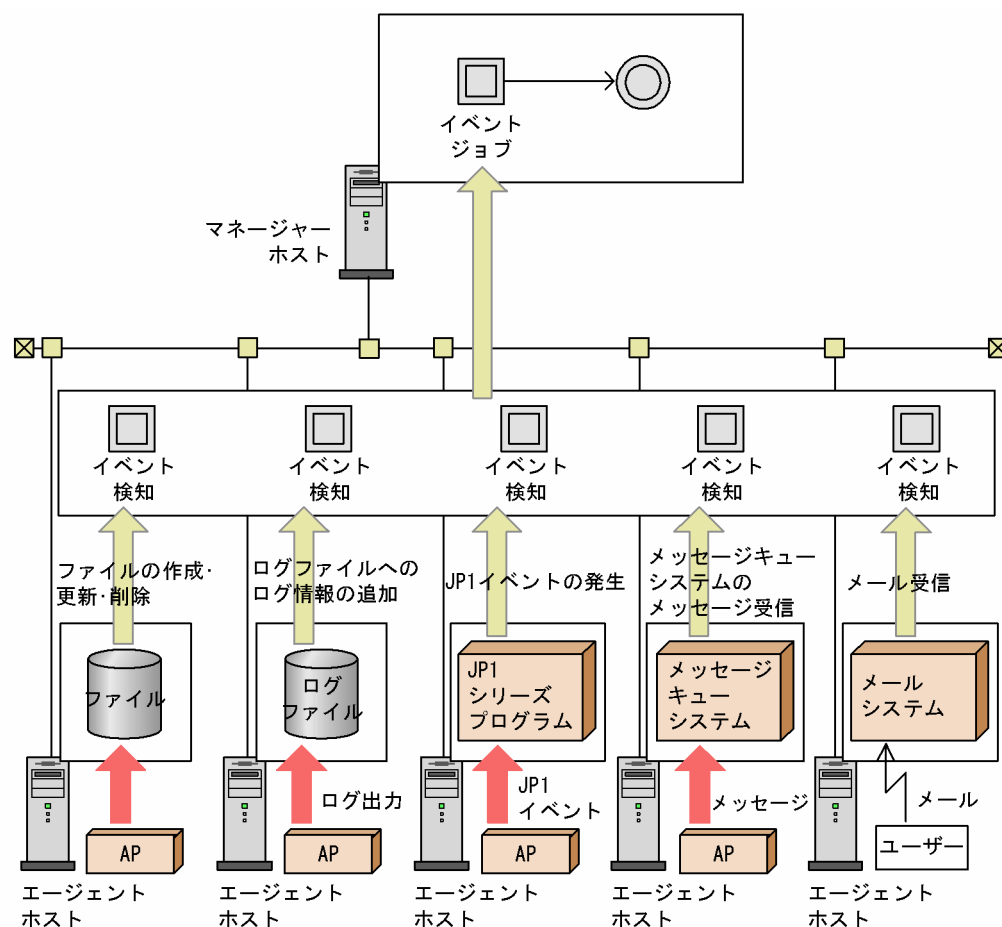 イベント
ジョブ
マネージャー
ホスト
イベント
検知
イベント
検知
イベント
検知
イベント
検知
イベント
検知
ファイルの作成・
更新・削除
ログファイルへの
ログ情報の追加
JP1イベントの発生
メッセージキュー
システムの
メッセージ受信
メール受信
ファイル
ログ
ファイル
JP1
シリーズ
プログラム
メッセージ
キュー
システム
メール
システム
ログ出力
JP1
イベント
メッセージ
メール
AP
AP
AP
AP
ユーザー
エージェント
ホスト
エージェント
ホスト
エージェント
ホスト
エージェント
ホスト
エージェント
ホスト